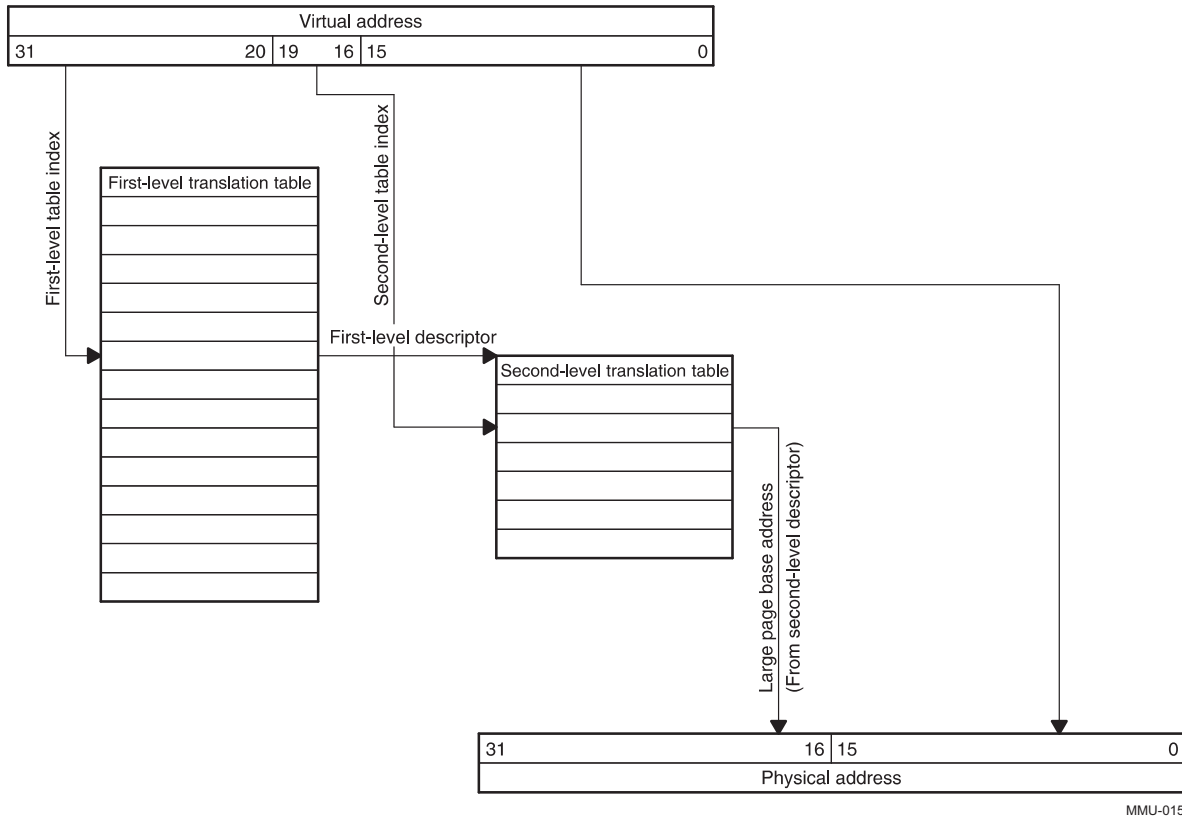 Virtual address
31 20 19 16 15 0
First-level table index
Second-level table index
First-level translation table
First-level descriptor
Second-level translation table
Large page base address
(From second-level descriptor)
31 16 15 0
Physical address
MMU-015